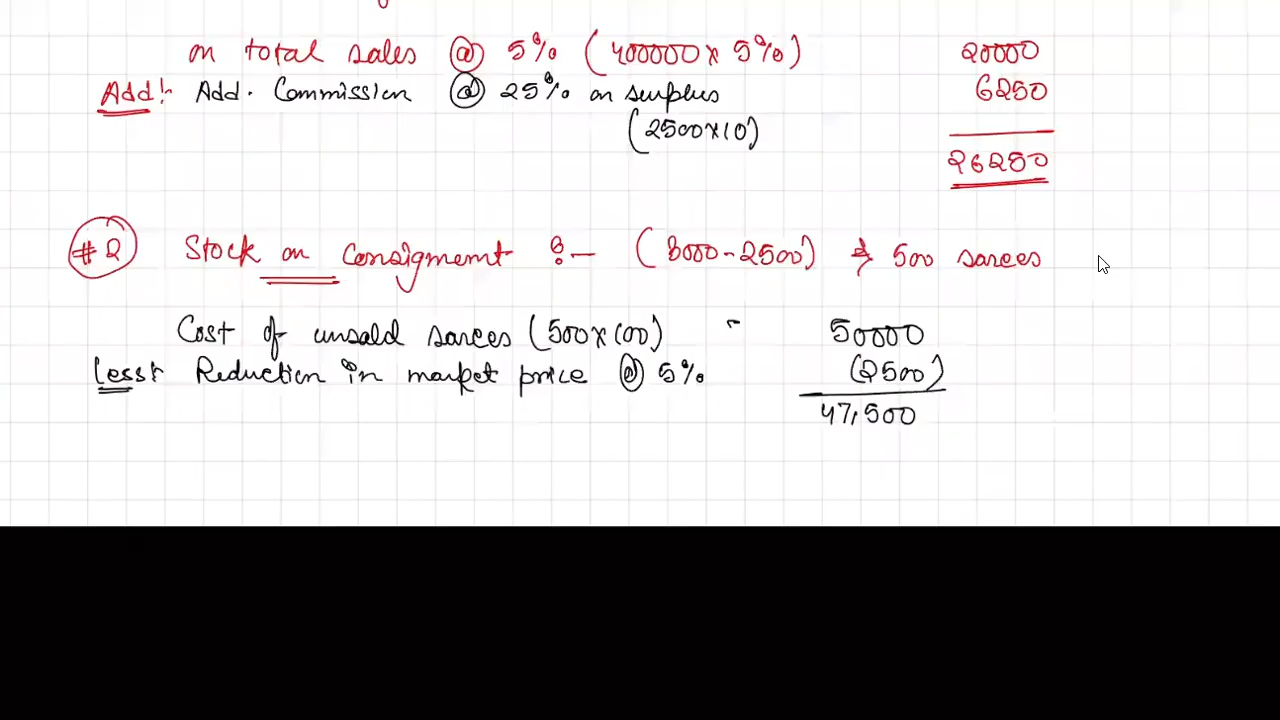 on total sales @ 5% (400000 x 5%) 20000
Add:- Add. Commission @ 25% on surplus 6250
(2500x10)
26250
#2 Stock on Consignment :- (3000-2500) → 500 sarees
Cost of unsold sarees (500x100) - 50000
Less:- Reduction in market price @ 5% (2500)
47,500